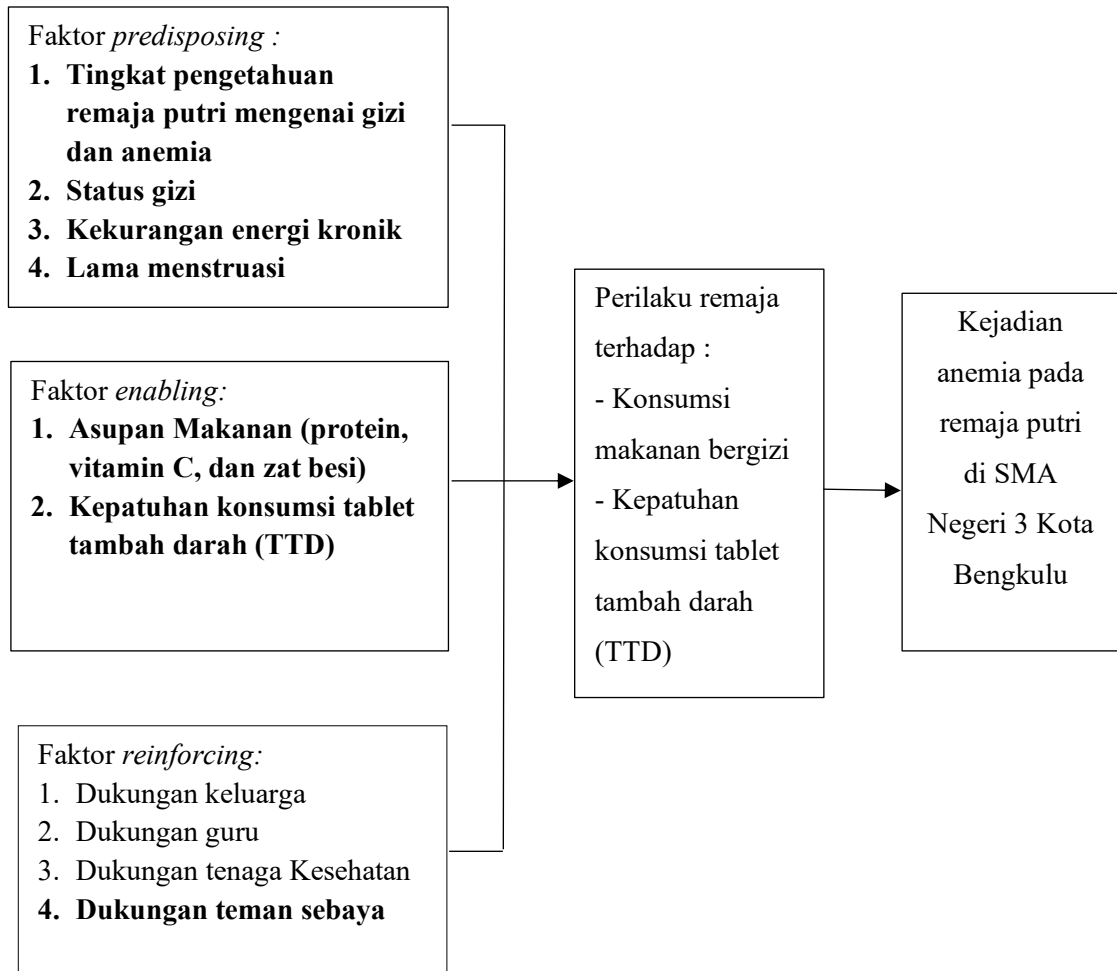 Faktor predisposing :
1. Tingkat pengetahuan
remaja putri mengenai gizi
dan anemia
2. Status gizi
3. Kekurangan energi kronik
4. Lama menstruasi
Faktor enabling:
1. Asupan Makanan (protein,
vitamin C, dan zat besi)
2. Kepatuhan konsumsi tablet
tambah darah (TTD)
Faktor reinforcing:
1. Dukungan keluarga
2. Dukungan guru
3. Dukungan tenaga Kesehatan
4. Dukungan teman sebaya
Perilaku remaja
terhadap :
- Konsumsi
makanan bergizi
- Kepatuhan
konsumsi tablet
tambah darah
(TTD)
Kejadian
anemia pada
remaja putri
di SMA
Negeri 3 Kota
Bengkulu